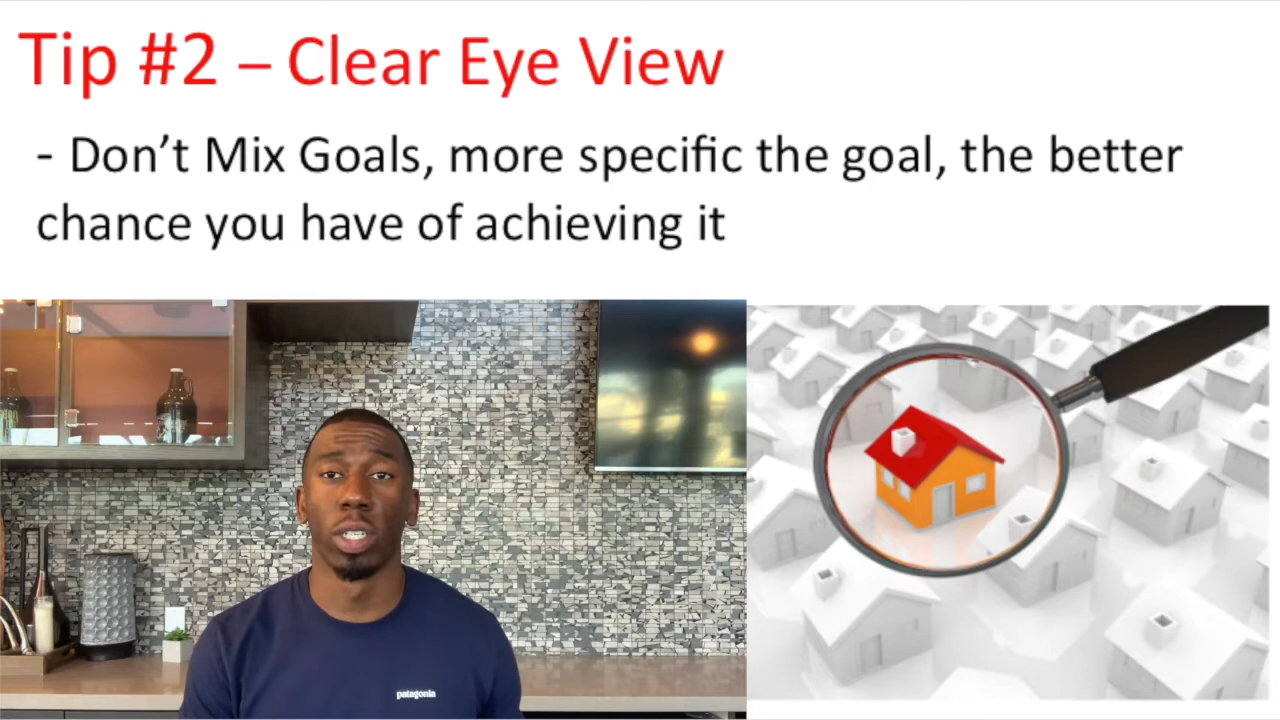 Tip #2 – Clear Eye View
- Don’t Mix Goals, more specific the goal, the better
chance you have of achieving it
patagonia